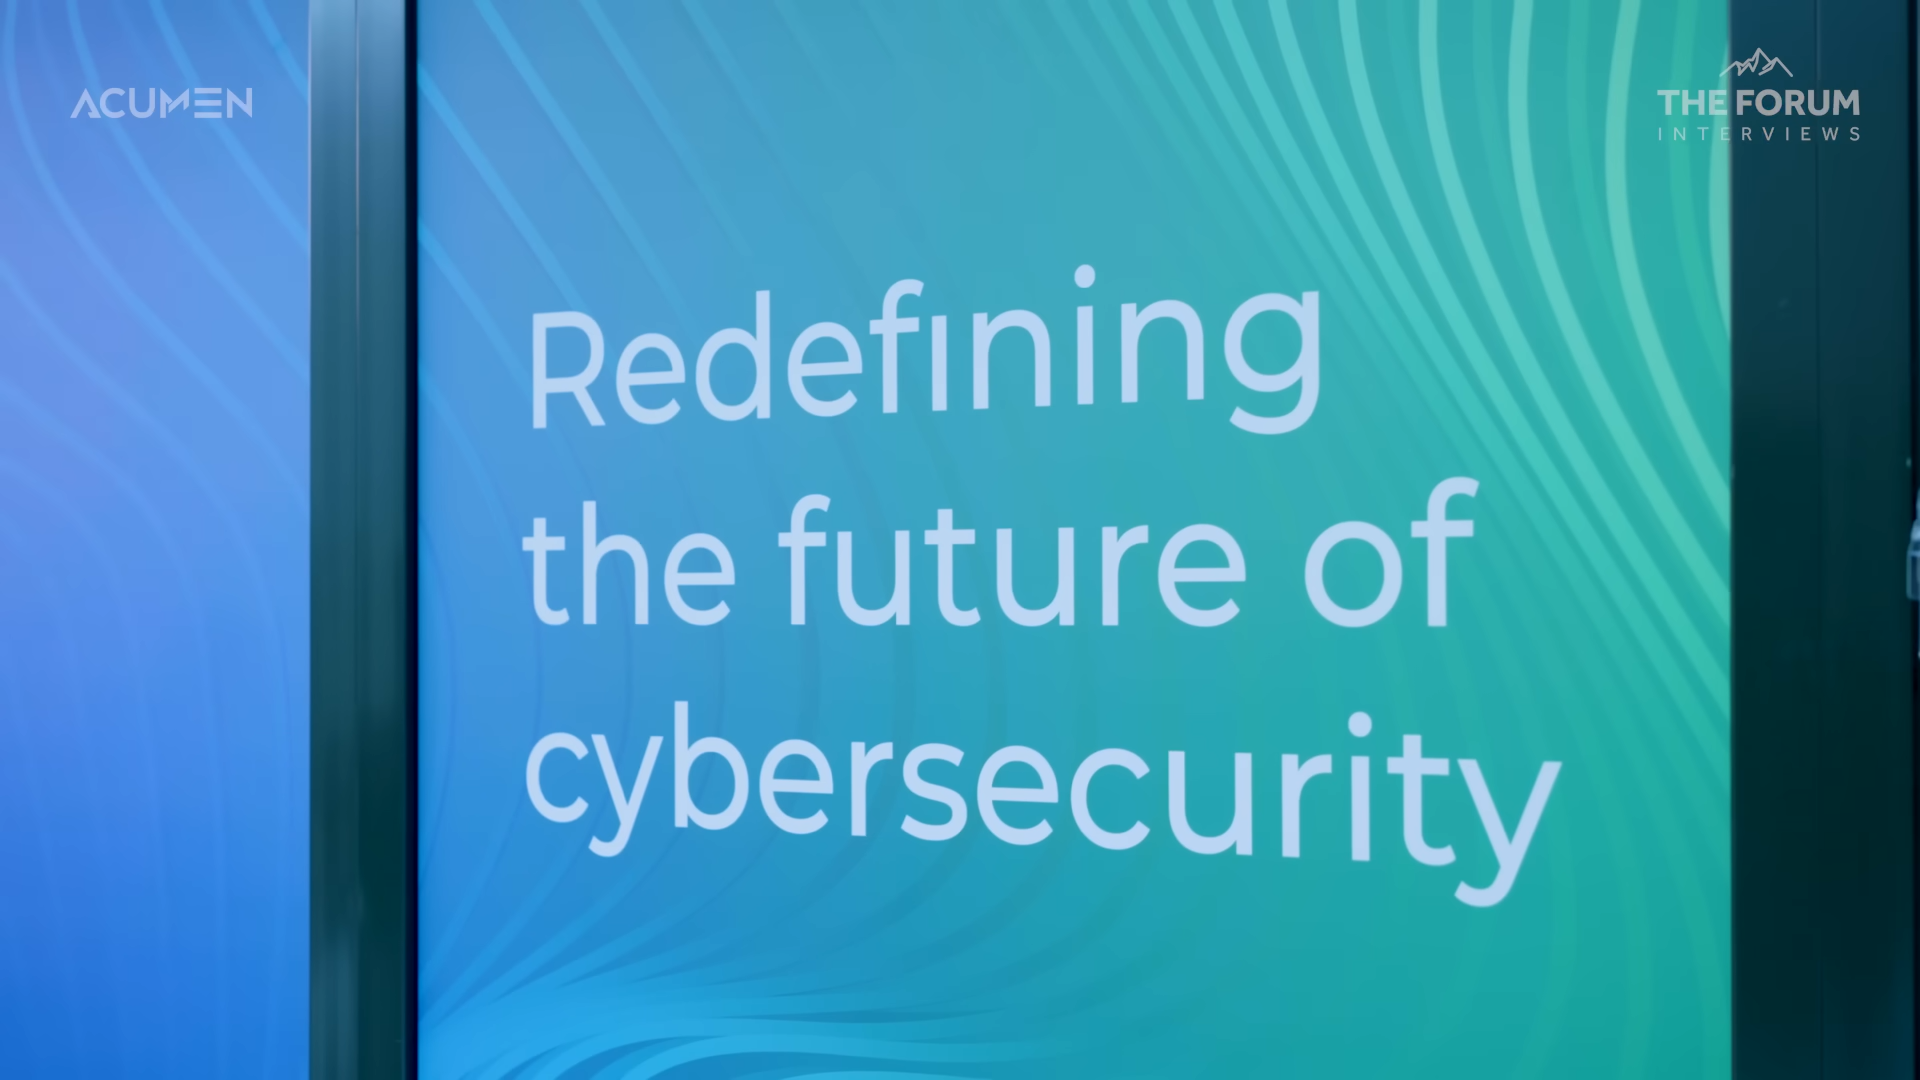 ACUMEN
THE FORUM
INTERVIEWS
Redefining
the future of
cybersecurity